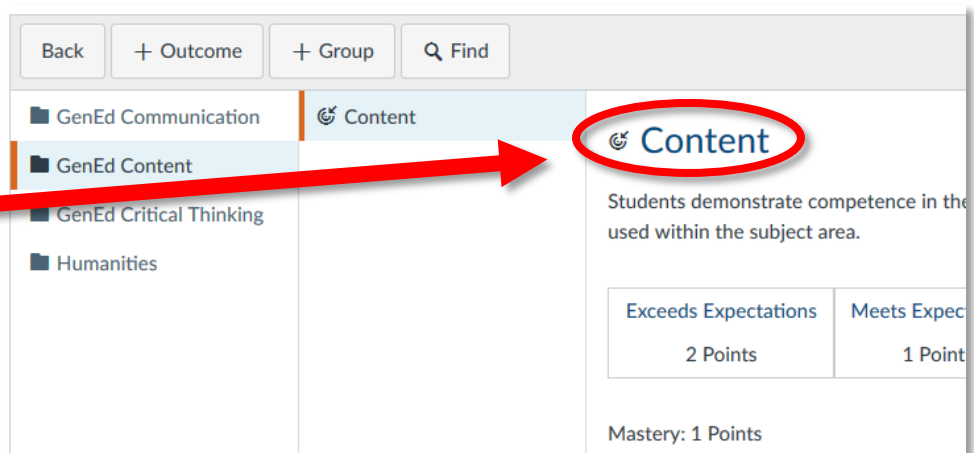 Back
+ Outcome
+ Group
Find
GenEd Communication
GenEd Content
GenEd Critical Thinking
Humanities
Content
Content
Students demonstrate competence in the
used within the subject area.
Exceeds Expectations
2 Points
Meets Expec
1 Point
Mastery: 1 Points